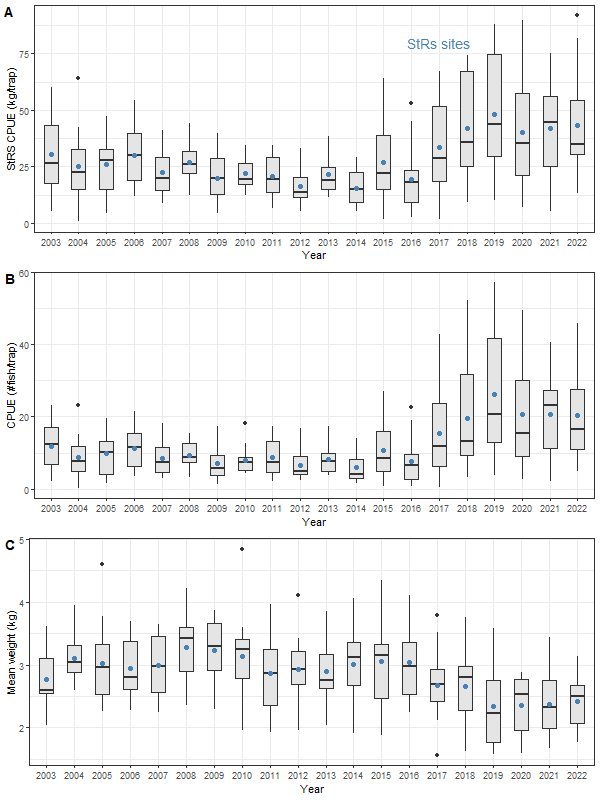 A
StRs sites
StRS CPUE (kg/trap)
75
50
25
0
2003 2004 2005 2006 2007 2008 2009 2010 2011 2012 2013 2014 2015 2016 2017 2018 2019 2020 2021 2022
Year
B
CPUE (#fish/trap)
60
40
20
0
2003 2004 2005 2006 2007 2008 2009 2010 2011 2012 2013 2014 2015 2016 2017 2018 2019 2020 2021 2022
Year
C
Mean weight (kg)
5
4
3
2
2003 2004 2005 2006 2007 2008 2009 2010 2011 2012 2013 2014 2015 2016 2017 2018 2019 2020 2021 2022
Year